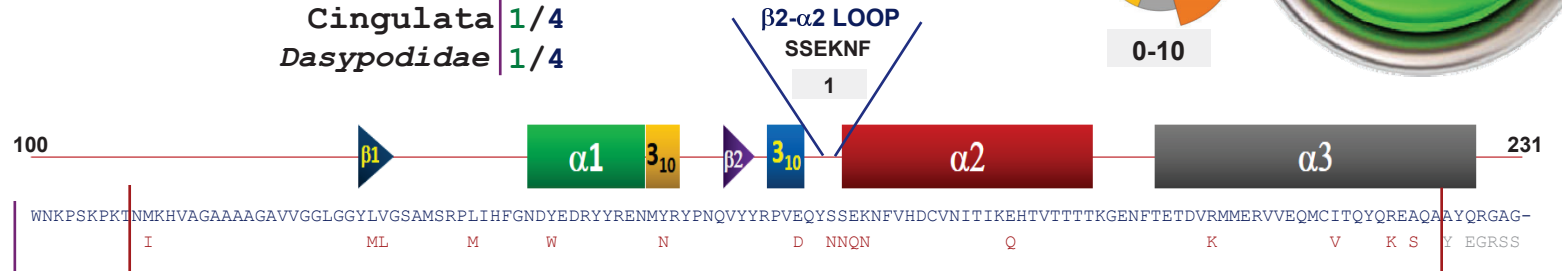 Cingulata 1/4
Dasypodidae 1/4
β2-α2 LOOP
SSEKNF
1
0-10
100 β1 α1 3₁₀ β2 3₁₀ α2 α3 231
WNKPSKPKTNMKHVAGAAAAGAVVGGLGGYLVGSAMSRPLIHFGNDYEDRYYRENMYRYPNQVYYRPVEQYSSEKNFVHDCVNITIKEHTVTTTTKGENFTETDVRMMERVVEQMCITQYQREAQAAYQRGAG-
I ML M W N D NNQN Q K V K S Y EGRSS